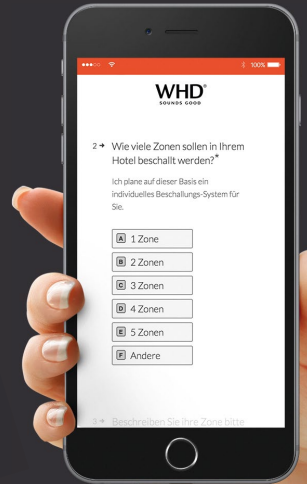 100%
WHD®
SOUNDS GOOD
2 → Wie viele Zonen sollen in Ihrem
Hotel beschallt werden?*
Ich plane auf dieser Basis ein
individuelles Beschallungs-System für
Sie.
A 1 Zone
B 2 Zonen
C 3 Zonen
D 4 Zonen
E 5 Zonen
F Andere
3 → Beschreiben Sie ihre Zone bitte